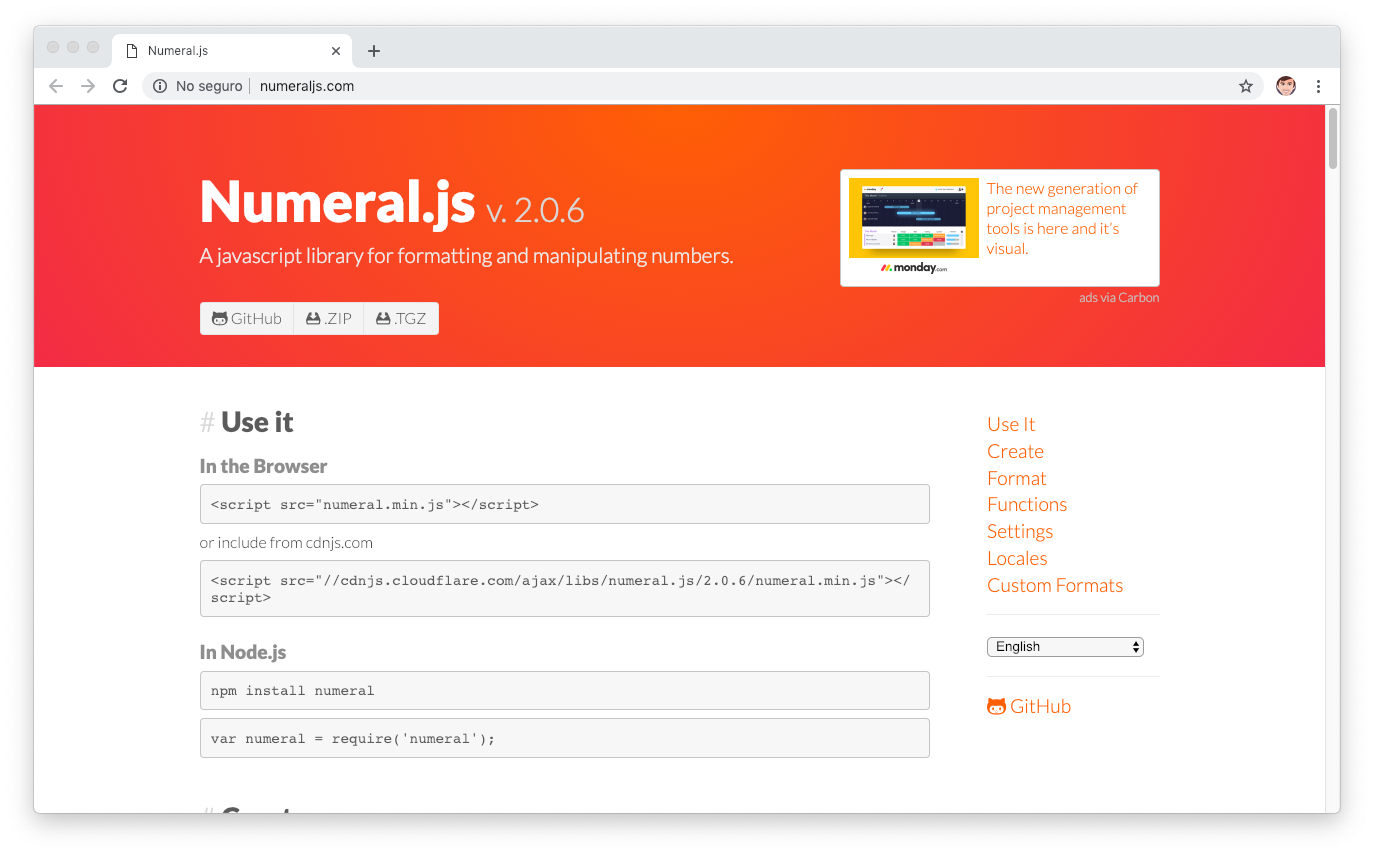 Numeral.js
No seguro
numeraljs.com
Numeral.js v. 2.0.6
A javascript library for formatting and manipulating numbers.
GitHub
.ZIP
.TGZ
The new generation of
project management
tools is here and it's
visual.
monday.com
ads via Carbon
# Use it
In the Browser
<script src="numeral.min.js"></script>
or include from cdnjs.com
<script src="//cdnjs.cloudflare.com/ajax/libs/numeral.js/2.0.6/numeral.min.js"></
script>
In Node.js
npm install numeral
var numeral = require('numeral');
Use It
Create
Format
Functions
Settings
Locales
Custom Formats
English
GitHub